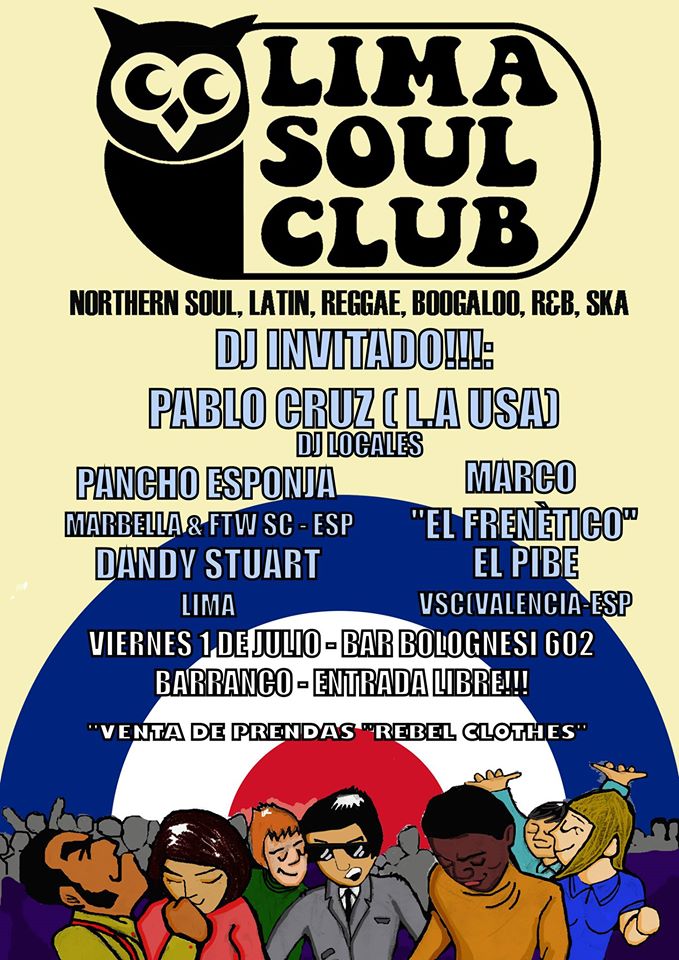 LIMA
SOUL
CLUB
NORTHERN SOUL, LATIN, REGGAE, BOOGALOO, R&B, SKA
DJ INVITADO!!!:
PABLO CRUZ ( L.A USA)
DJ LOCALES
PANCHO ESPONJA
MARBELLA & FTW SC - ESP
DANDY STUART
LIMA
MARCO
"EL FRENÈTICO"
EL PIBE
VSC(VALENCIA-ESP
VIERNES 1 DE JULIO - BAR BOLOGNESI 602
BARRANCO - ENTRADA LIBRE!!!
"VENTA DE PRENDAS "REBEL CLOTHES"